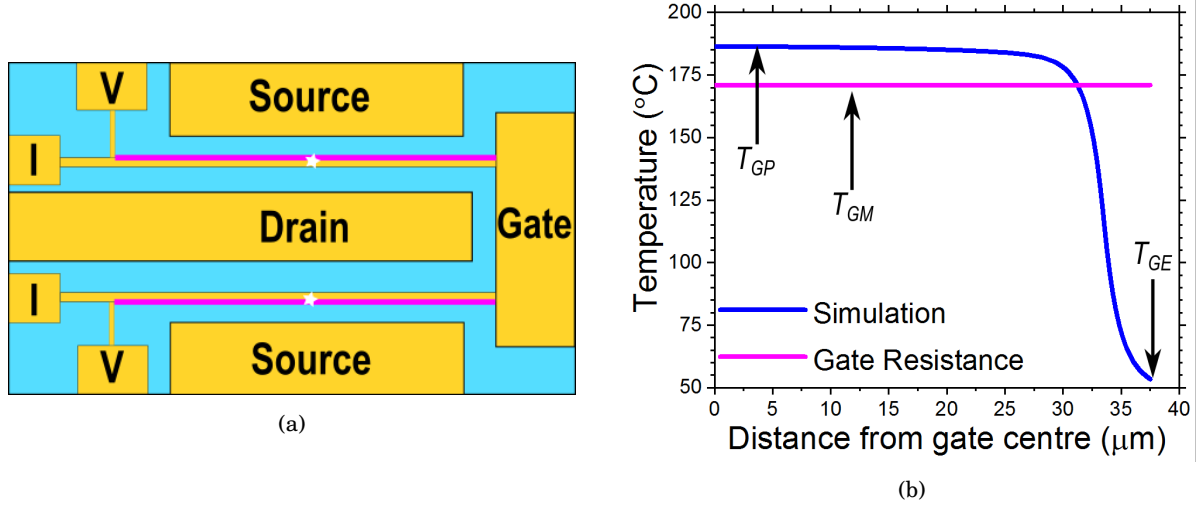 (a)
V
Source
I
Drain
Gate
I
V
Source
(a)
(b)
200
175
150
125
100
75
50
Temperature (°C)
T_GP
T_GM
T_GE
Simulation
Gate Resistance
0 5 10 15 20 25 30 35 40
Distance from gate centre (μm)
(b)